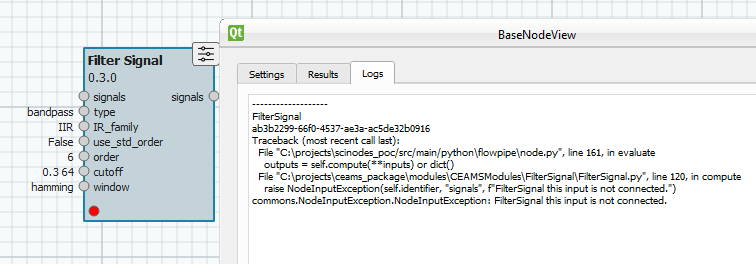 Filter Signal
0.3.0
signals signals
bandpass type
IIR IR_family
False use_std_order
6 order
0.3 64 cutoff
hamming window
Qt BaseNodeView
Settings Results Logs
-------------------
FilterSignal
ab3b2299-66f0-4537-ae3a-ac5de32b0916
Traceback (most recent call last):
File "C:\projects\scinodes_poc/src/main/python\flowpipe\node.py", line 161, in evaluate
outputs = self.compute(**inputs) or dict()
File "C:\projects\ceams_package\modules\CEAMSModules\FilterSignal\FilterSignal.py", line 120, in compute
raise NodeInputException(self.identifier, "signals", f"FilterSignal this input is not connected.")
commons.NodeInputException.NodeInputException: FilterSignal this input is not connected.